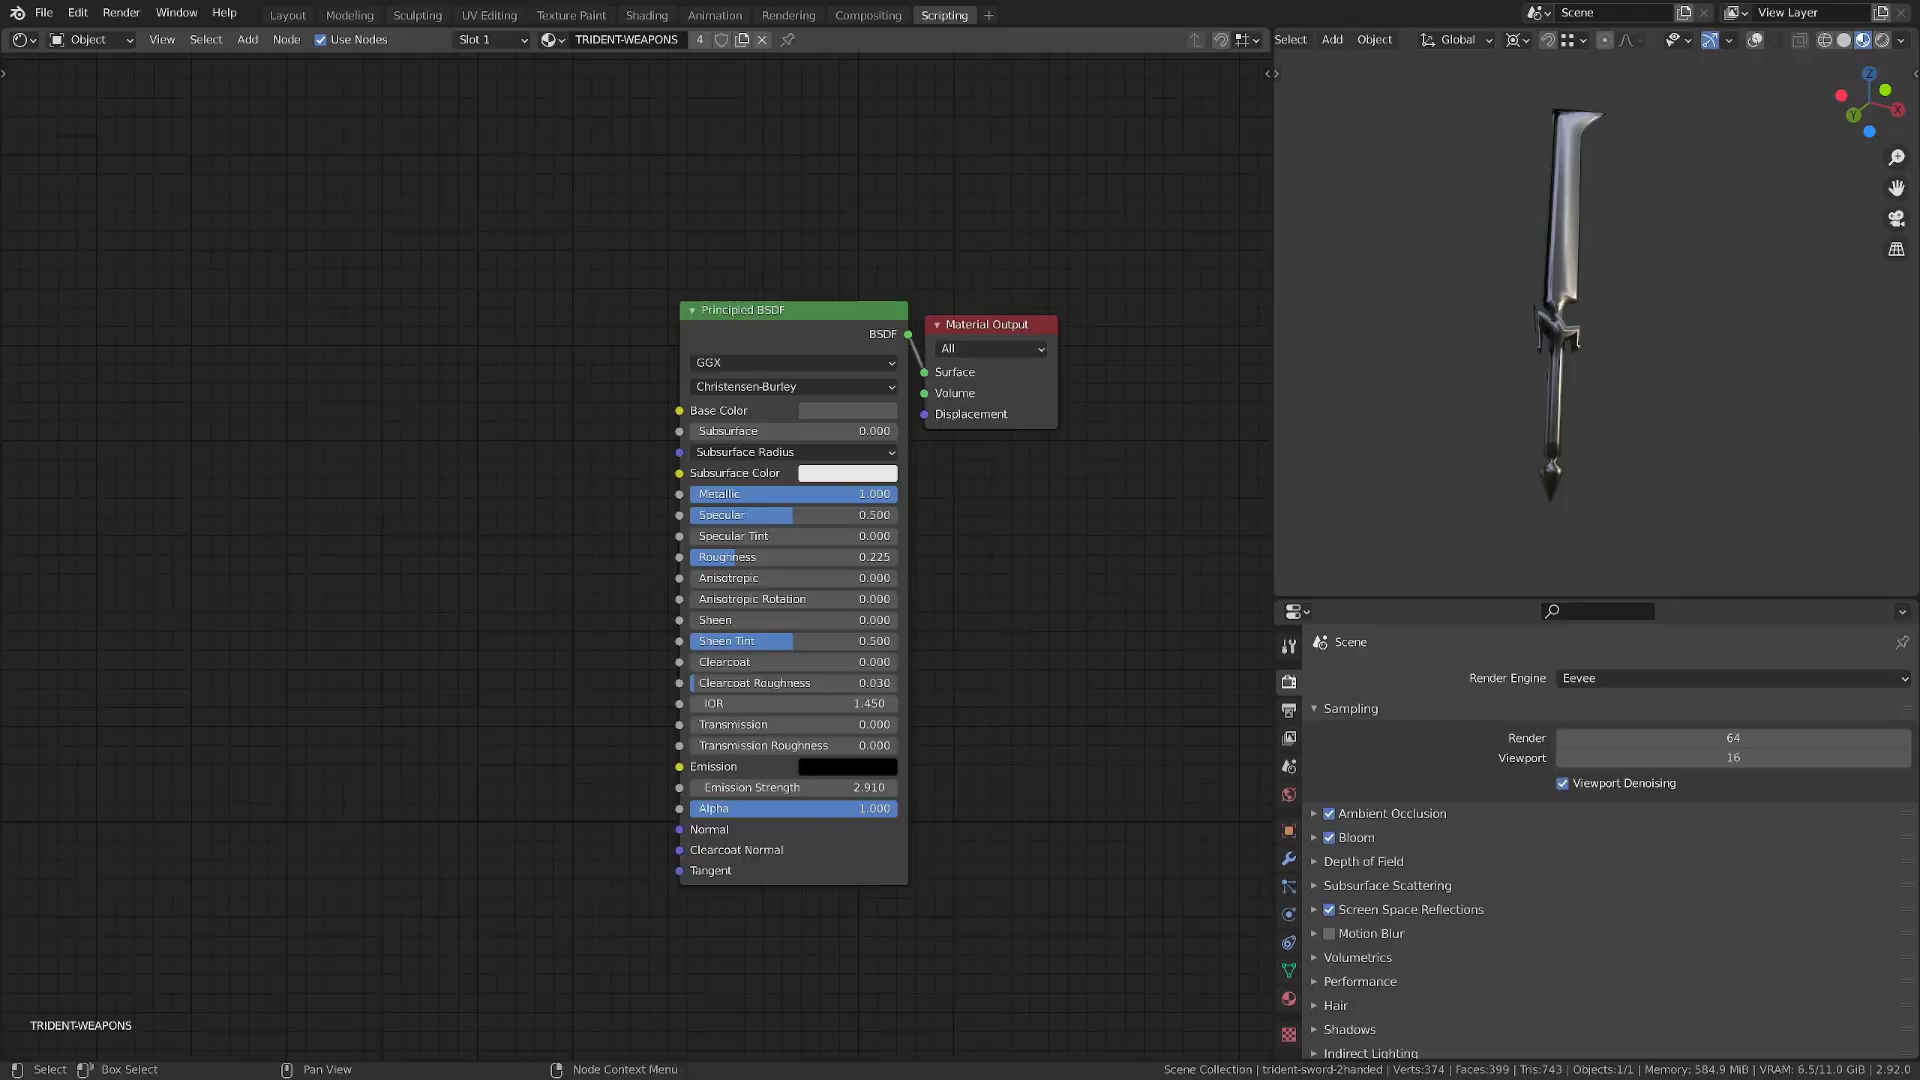 File Edit Render Window Help Layout Modeling Sculpting UV Editing Texture Paint Shading Animation Rendering Compositing Scripting Scene View Layer
Object View Select Add Node Use Nodes Slot 1 TRIDENT-WEAPONS 4 Select Add Object Global
Z
X
Y
Principled BSDF
BSDF
GGX
Christensen-Burley
Base Color
Subsurface 0.000
Subsurface Radius
Subsurface Color
Metallic 1.000
Specular 0.500
Specular Tint 0.000
Roughness 0.225
Anisotropic 0.000
Anisotropic Rotation 0.000
Sheen 0.000
Sheen Tint 0.500
Clearcoat 0.000
Clearcoat Roughness 0.030
IOR 1.450
Transmission 0.000
Transmission Roughness 0.000
Emission
Emission Strength 2.910
Alpha 1.000
Normal
Clearcoat Normal
Tangent
Material Output
All
Surface
Volume
Displacement
Scene
Render Engine Eevee
Sampling
Render 64
Viewport 16
Viewport Denoising
Ambient Occlusion
Bloom
Depth of Field
Subsurface Scattering
Screen Space Reflections
Motion Blur
Volumetrics
Performance
Hair
Shadows
Indirect Lighting
TRIDENT-WEAPONS
Select Box Select Pan View Node Context Menu Scene Collection | trident-sword-2handed | Verts:374 | Faces:399 | Tris:743 | Objects:1/1 | Memory: 584.9 MiB | VRAM: 6.5/11.0 GiB | 2.92.0